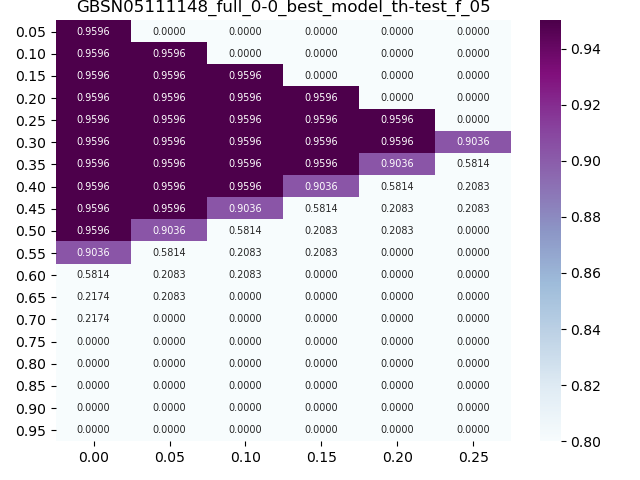 GBSN05111148_full_0-0_best_model_th-test_f_05
0.05 0.9596 0.0000 0.0000 0.0000 0.0000 0.0000
0.10 0.9596 0.9596 0.0000 0.0000 0.0000 0.0000
0.15 0.9596 0.9596 0.9596 0.0000 0.0000 0.0000
0.20 0.9596 0.9596 0.9596 0.9596 0.0000 0.0000
0.25 0.9596 0.9596 0.9596 0.9596 0.9596 0.0000
0.30 0.9596 0.9596 0.9596 0.9596 0.9596 0.9036
0.35 0.9596 0.9596 0.9596 0.9596 0.9036 0.5814
0.40 0.9596 0.9596 0.9596 0.9036 0.5814 0.2083
0.45 0.9596 0.9596 0.9036 0.5814 0.2083 0.2083
0.50 0.9596 0.9036 0.5814 0.2083 0.2083 0.0000
0.55 0.9036 0.5814 0.2083 0.2083 0.0000 0.0000
0.60 0.5814 0.2083 0.2083 0.0000 0.0000 0.0000
0.65 0.2174 0.2083 0.0000 0.0000 0.0000 0.0000
0.70 0.2174 0.0000 0.0000 0.0000 0.0000 0.0000
0.75 0.0000 0.0000 0.0000 0.0000 0.0000 0.0000
0.80 0.0000 0.0000 0.0000 0.0000 0.0000 0.0000
0.85 0.0000 0.0000 0.0000 0.0000 0.0000 0.0000
0.90 0.0000 0.0000 0.0000 0.0000 0.0000 0.0000
0.95 0.0000 0.0000 0.0000 0.0000 0.0000 0.0000
0.00 0.05 0.10 0.15 0.20 0.25
0.94
0.92
0.90
0.88
0.86
0.84
0.82
0.80